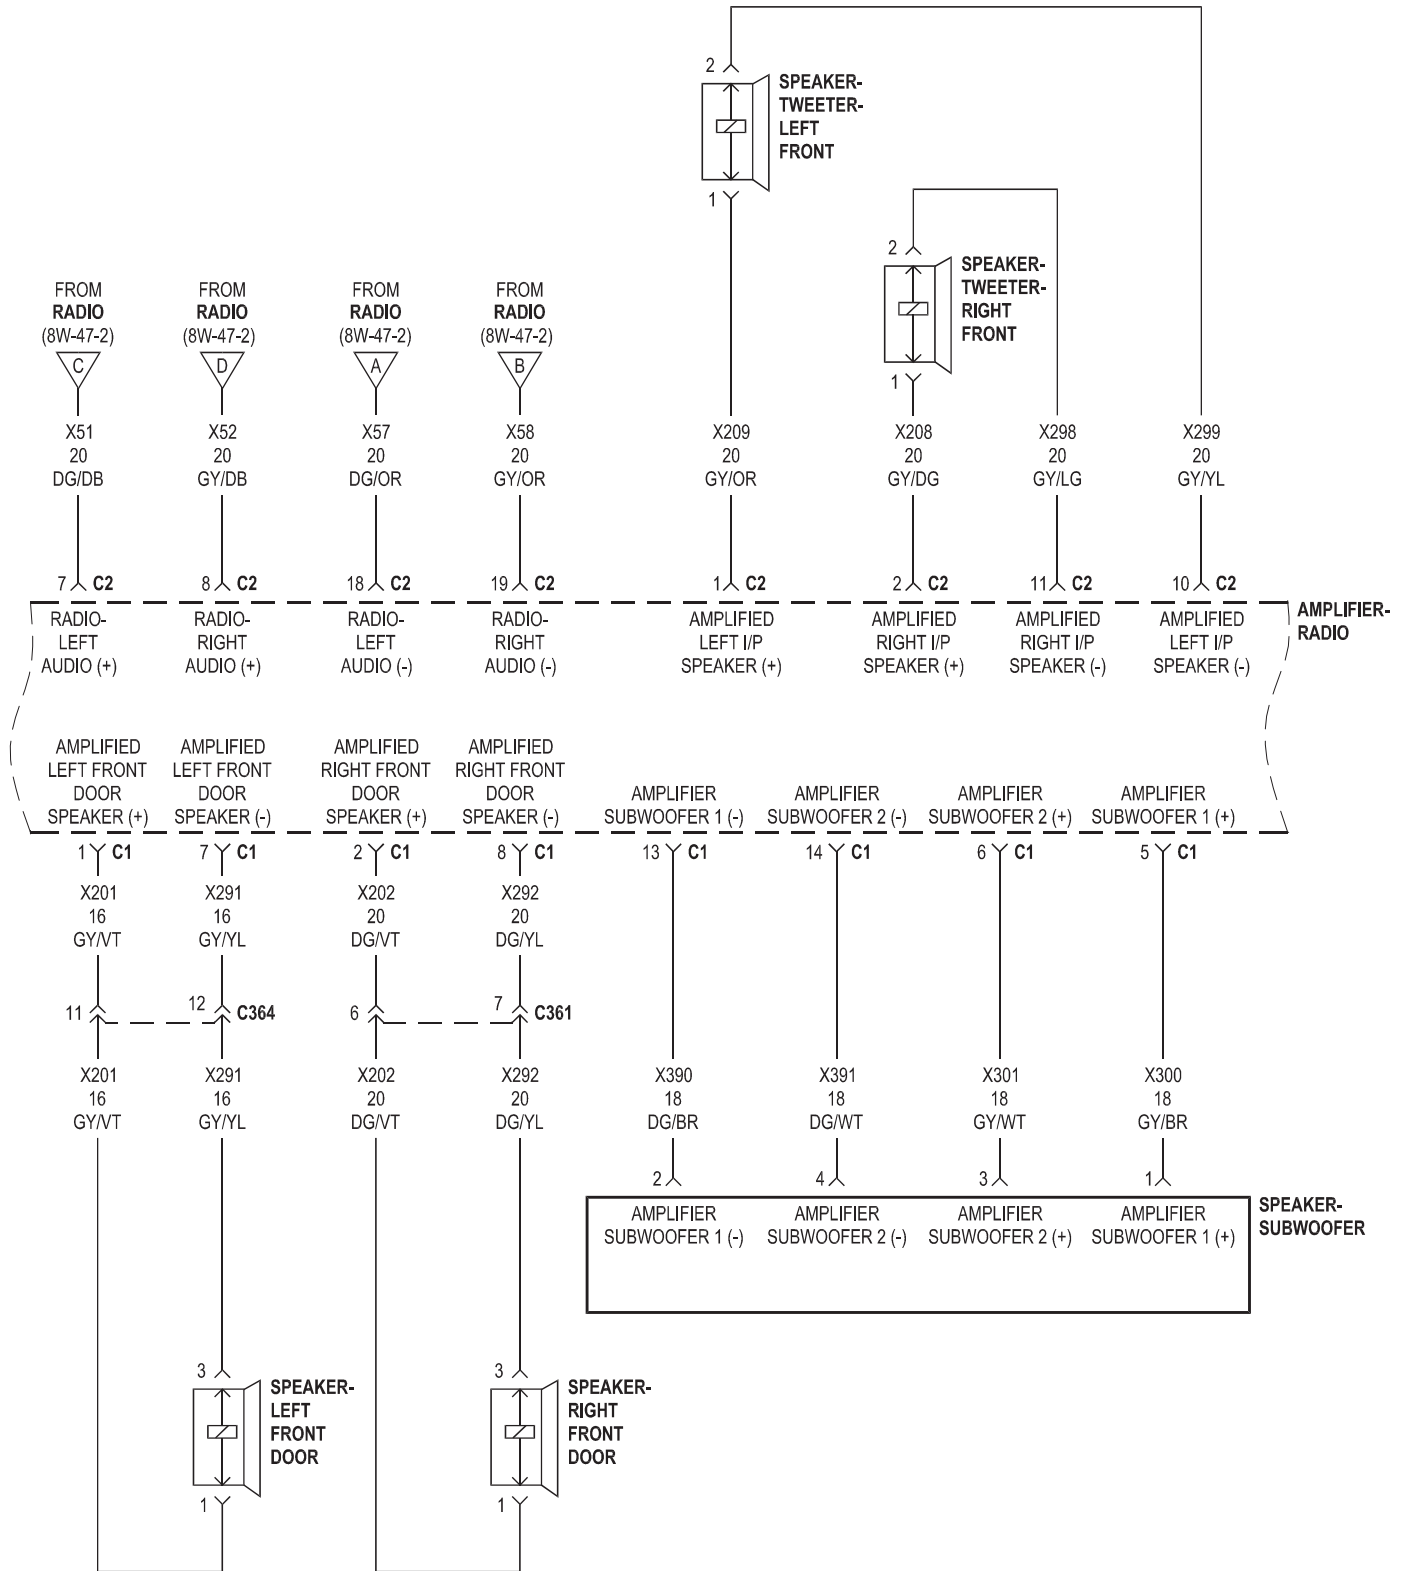 2
SPEAKER-
TWEETER-
LEFT
FRONT
1
2
SPEAKER-
TWEETER-
RIGHT
FRONT
1
FROM
RADIO
(8W-47-2)
C
FROM
RADIO
(8W-47-2)
D
FROM
RADIO
(8W-47-2)
A
FROM
RADIO
(8W-47-2)
B
X51
20
DG/DB
X52
20
GY/DB
X57
20
DG/OR
X58
20
GY/OR
X209
20
GY/OR
X208
20
GY/DG
X298
20
GY/LG
X299
20
GY/YL
7 C2
8 C2
18 C2
19 C2
1 C2
2 C2
11 C2
10 C2
AMPLIFIER-
RADIO
RADIO-
LEFT
AUDIO (+)
RADIO-
RIGHT
AUDIO (+)
RADIO-
LEFT
AUDIO (-)
RADIO-
RIGHT
AUDIO (-)
AMPLIFIED
LEFT I/P
SPEAKER (+)
AMPLIFIED
RIGHT I/P
SPEAKER (+)
AMPLIFIED
RIGHT I/P
SPEAKER (-)
AMPLIFIED
LEFT I/P
SPEAKER (-)
AMPLIFIED
LEFT FRONT
DOOR
SPEAKER (+)
AMPLIFIED
LEFT FRONT
DOOR
SPEAKER (-)
AMPLIFIED
RIGHT FRONT
DOOR
SPEAKER (+)
AMPLIFIED
RIGHT FRONT
DOOR
SPEAKER (-)
AMPLIFIER
SUBWOOFER 1 (-)
AMPLIFIER
SUBWOOFER 2 (-)
AMPLIFIER
SUBWOOFER 2 (+)
AMPLIFIER
SUBWOOFER 1 (+)
1 C1
7 C1
2 C1
8 C1
13 C1
14 C1
6 C1
5 C1
X201
16
GY/VT
X291
16
GY/YL
X202
20
DG/VT
X292
20
DG/YL
11
12 C364
6
7 C361
X201
16
GY/VT
X291
16
GY/YL
X202
20
DG/VT
X292
20
DG/YL
X390
18
DG/BR
X391
18
DG/WT
X301
18
GY/WT
X300
18
GY/BR
2
4
3
1
AMPLIFIER
SUBWOOFER 1 (-)
AMPLIFIER
SUBWOOFER 2 (-)
AMPLIFIER
SUBWOOFER 2 (+)
AMPLIFIER
SUBWOOFER 1 (+)
SPEAKER-
SUBWOOFER
3
SPEAKER-
LEFT
FRONT
DOOR
1
3
SPEAKER-
RIGHT
FRONT
DOOR
1